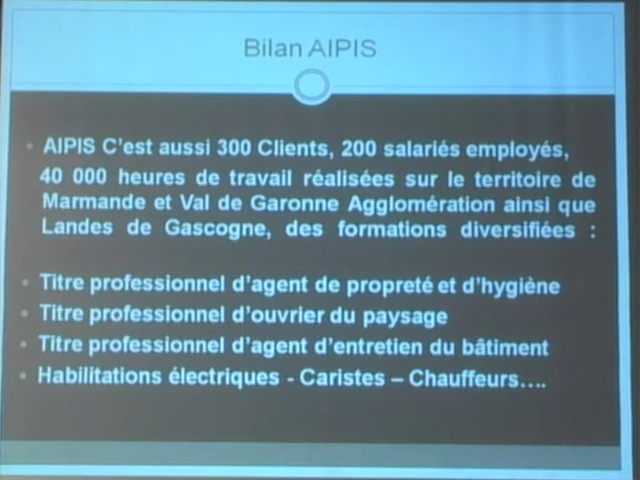 Bilan AIPIS
AIPIS C'est aussi 300 Clients, 200 salariés employés,
40 000 heures de travail réalisées sur le territoire de
Marmande et Val de Garonne Agglomération ainsi que
Landes de Gascogne, des formations diversifiées :
Titre professionnel d'agent de propreté et d'hygiène
Titre professionnel d'ouvrier du paysage
Titre professionnel d'agent d'entretien du bâtiment
Habilitations électriques - Caristes – Chauffeurs….